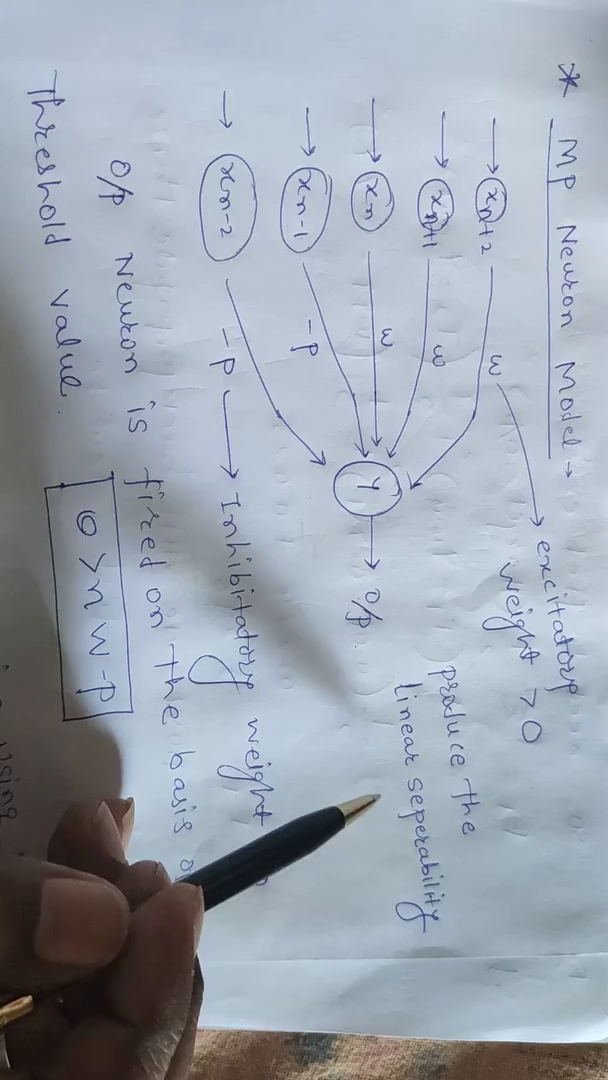 * MP Neuron Model →
xn+2
w
excitatory
weight > 0
xn+1
w
produce the
linear seperability
xn
w
Y
O/P
xn-1
-P
xn-2
-P
Inhibitatory weight
O/P Neuron is fired on the basis
Threshold value.
θ > n w - P
using